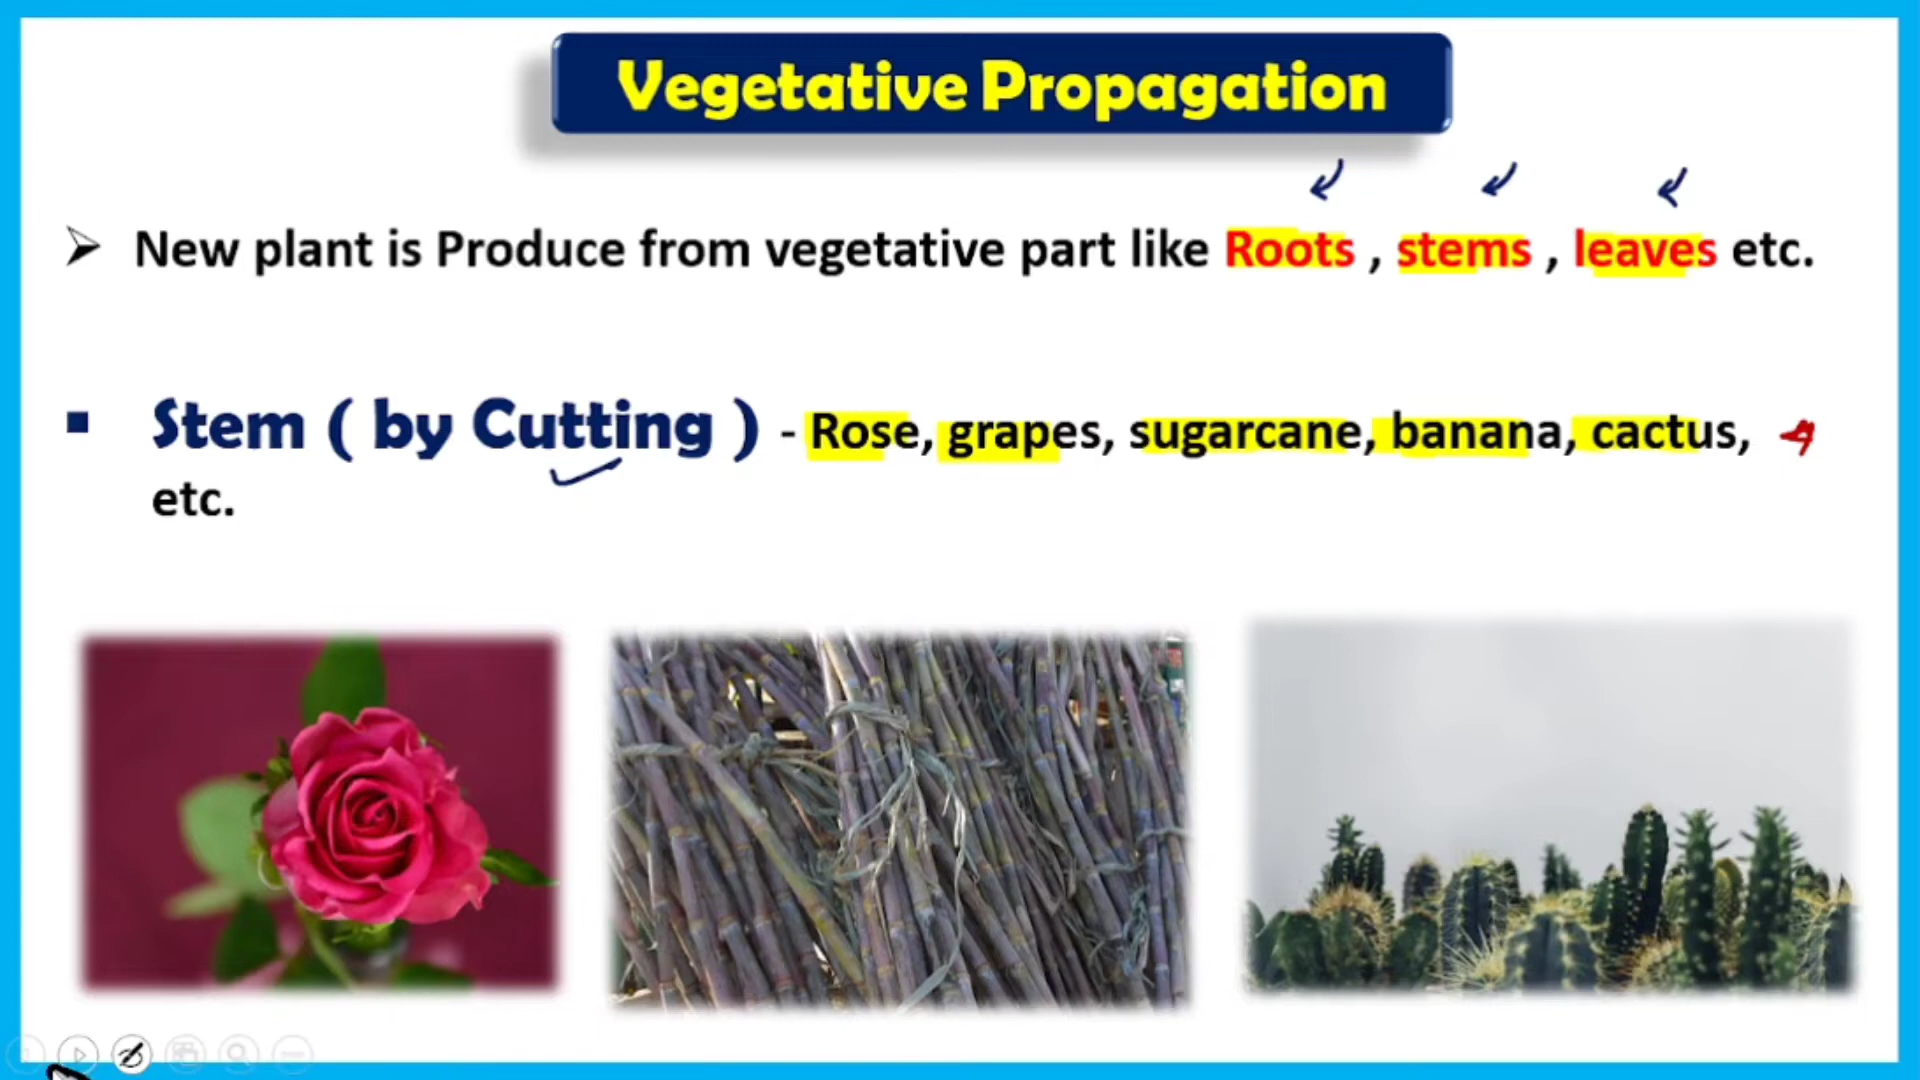 Vegetative Propagation
New plant is Produce from vegetative part like Roots , stems , leaves etc.
Stem ( by Cutting ) - Rose, grapes, sugarcane, banana, cactus,
etc.